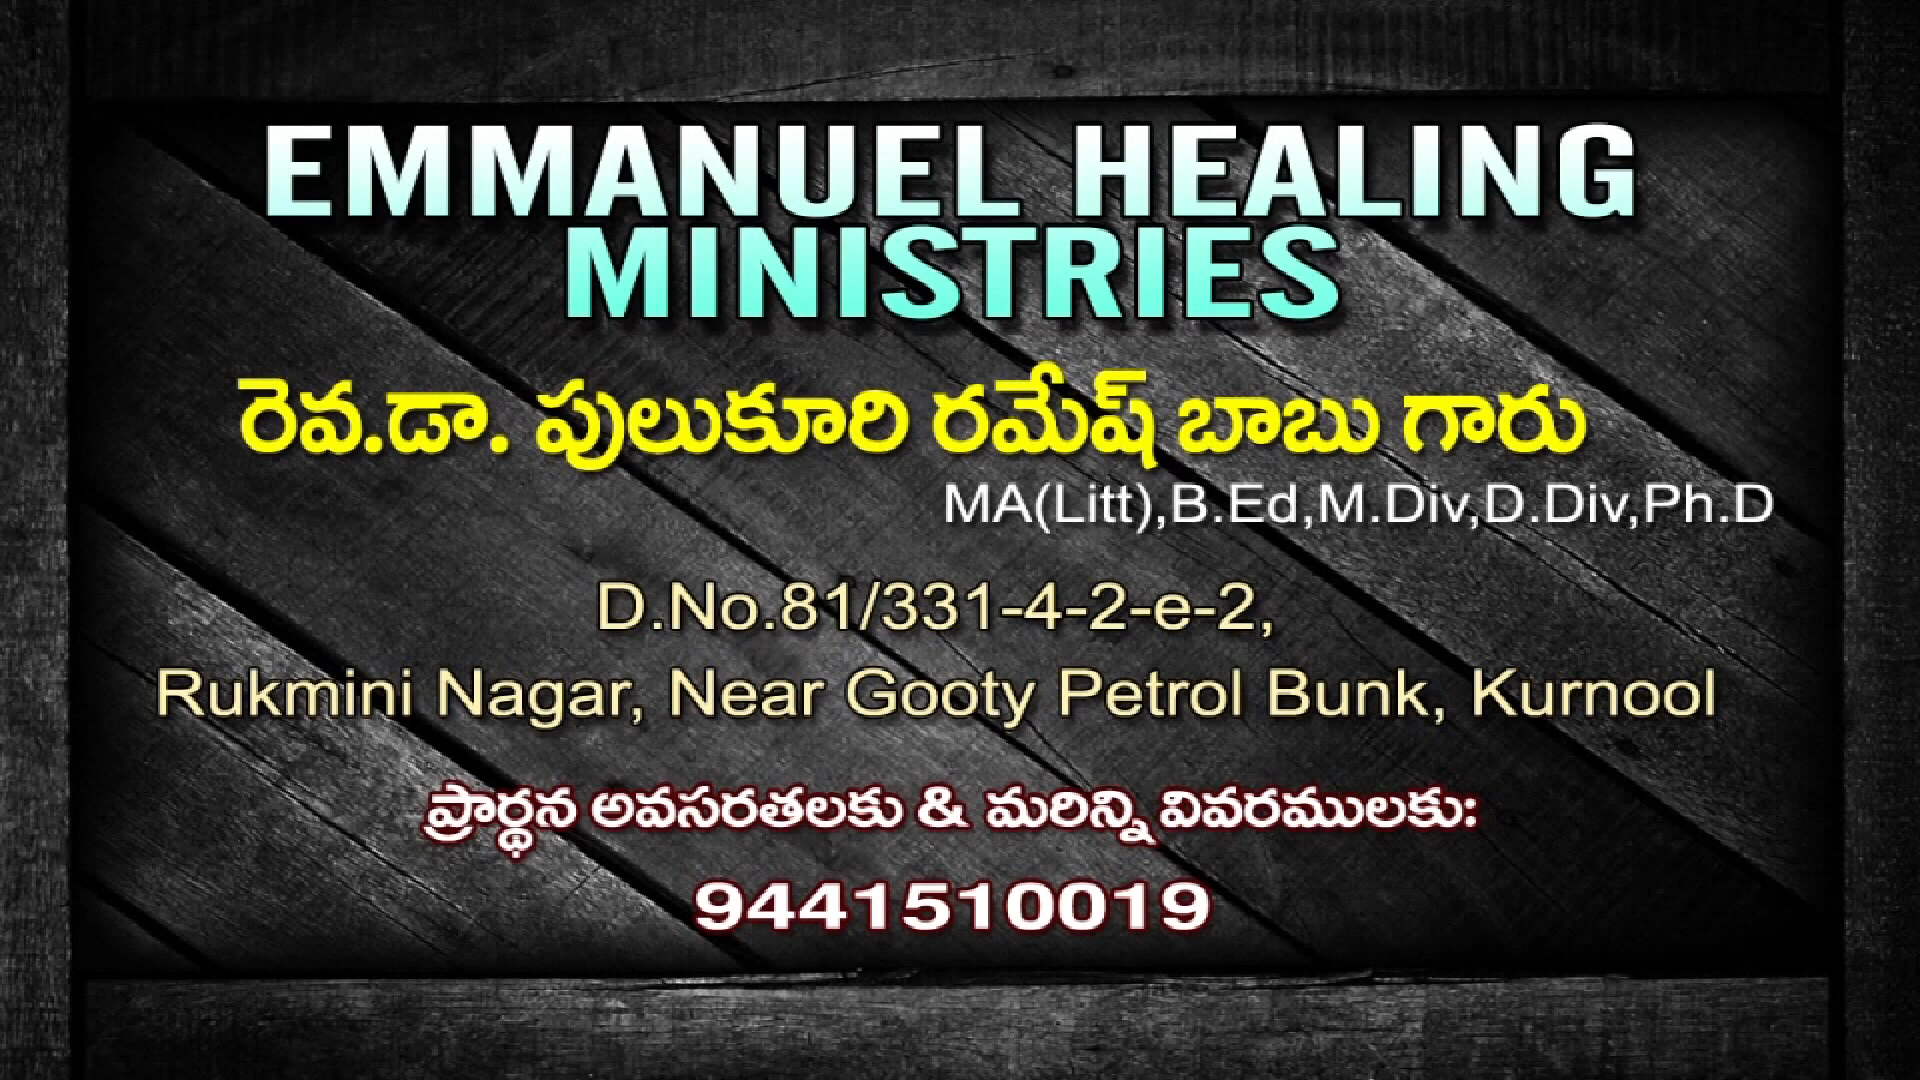 EMMANUEL HEALING
MINISTRIES
రెవ.డా. పులుకూరి రమేష్ బాబు గారు
MA(Litt),B.Ed,M.Div,D.Div,Ph.D
D.No.81/331-4-2-e-2,
Rukmini Nagar, Near Gooty Petrol Bunk, Kurnool
ప్రార్థన అవసరతలకు & మరిన్ని వివరములకు:
9441510019